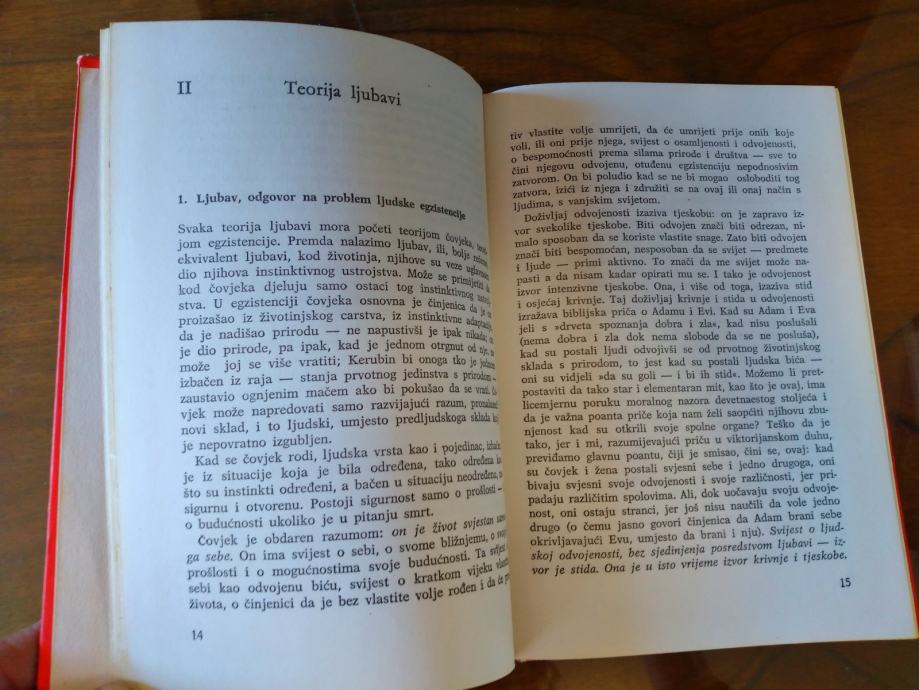 II Teorija ljubavi
1. Ljubav, odgovor na problem ljudske egzistencije
Svaka teorija ljubavi mora početi teorijom čovjeka,
jom egzistencije. Premda nalazimo ljubav, ili, bolje
ekvivalent ljubavi, kod životinja, njihove su veze uglavnom
dio njihova instinktivnog ustrojstva. Može se primijetiti da
kod čovjeka djeluju samo ostaci tog instinktivnog
stva. U egzistenciji čovjeka osnovna je činjenica da je on
proizašao iz životinjskog carstva, iz instinktivne
da je nadišao prirodu — ne napustivši je ipak nikada; on
je dio prirode, pa ipak, kad je jednom otrgnut od nje, ne
može joj se više vratiti; Kerubin bi onoga tko je jednom
izbačen iz raja — stanja prvotnog jedinstva s prirodom —
zaustavio ognjenim mačem ako bi pokušao da se vrati. Čo-
vjek može napredovati samo razvijajući razum,
novi sklad, i to ljudski, umjesto predljudskoga sklada koji
je nepovratno izgubljen.
Kad se čovjek rodi, ljudska vrsta kao i pojedinac,
je iz situacije koja je bila određena, tako određena
što su instinkti određeni, a bačen u situaciju neodređenu,
sigurnu i otvorenu. Postoji sigurnost samo o prošlosti —
o budućnosti ukoliko je u pitanju smrt.
Čovjek je obdaren razumom: on je život svjestan
ga sebe. On ima svijest o sebi, o svome bližnjemu, o svojoj
prošlosti i o mogućnostima svoje budućnosti. Ta svijest o
sebi kao odvojenu biću, svijest o kratkom vijeku
života, o činjenici da je bez vlastite volje rođen i da će
14
tiv vlastite volje umrijeti, da će umrijeti prije onih koje
voli, ili oni prije njega, svijest o osamljenosti i odvojenosti,
o bespomoćnosti prema silama prirode i društva — sve to
čini njegovu odvojenu, otuđenu egzistenciju nepodnosivim
zatvorom. On bi poludio kad se ne bi mogao osloboditi tog
zatvora, izići iz njega i združiti se na ovaj ili onaj način s
ljudima, s vanjskim svijetom.
Doživljaj odvojenosti izaziva tjeskobu: on je zapravo iz-
vor svekolike tjeskobe. Biti odvojen znači biti odrezan, ni-
malo sposoban da se koriste vlastite snage. Zato biti odvojen
znači biti bespomoćan, nesposoban da se svijet — predmete
i ljude — primi aktivno. To znači da me svijet može na-
pasti a da nisam kadar opirati mu se. I tako je odvojenost
izvor intenzivne tjeskobe. Ona, i više od toga, izaziva stid
i osjećaj krivnje. Taj doživljaj krivnje i stida u odvojenosti
izražava biblijska priča o Adamu i Evi. Kad su Adam i Eva
jeli s »drveta spoznanja dobra i zla«, kad nisu poslušali
(nema dobra i zla dok nema slobode da se ne posluša),
kad su postali ljudi odvojivši se od prvotnog životinjskog
sklada s prirodom, to jest kad su postali ljudska bića —
oni su vidjeli »da su goli — i bi ih stid«. Možemo li pret-
postaviti da tako star i elementaran mit, kao što je ovaj, ima
licemjernu poruku moralnog nazora devetnaestog stoljeća i
da je važna poanta priče koja nam želi saopćiti njihovu zbu-
njenost kad su otkrili svoje spolne organe? Teško da je
tako, jer i mi, razumijevajući priču u viktorijanskom duhu,
previđamo glavnu poantu, čiji je smisao, čini se, ovaj: kad
su čovjek i žena postali svjesni sebe i jedno drugoga, oni
bivaju svjesni svoje odvojenosti i svoje različnosti, jer pri-
padaju različitim spolovima. Ali, dok uočavaju svoju odvoje-
nost, oni ostaju stranci, jer još nisu naučili da vole jedno
drugo (o čemu jasno govori činjenica da Adam brani sebe
okrivljavajući Evu, umjesto da brani i nju). Svijest o ljud-
skoj odvojenosti, bez sjedinjenja posredstvom ljubavi — iz-
vor je stida. Ona je u isto vrijeme izvor krivnje i tjeskobe.
15